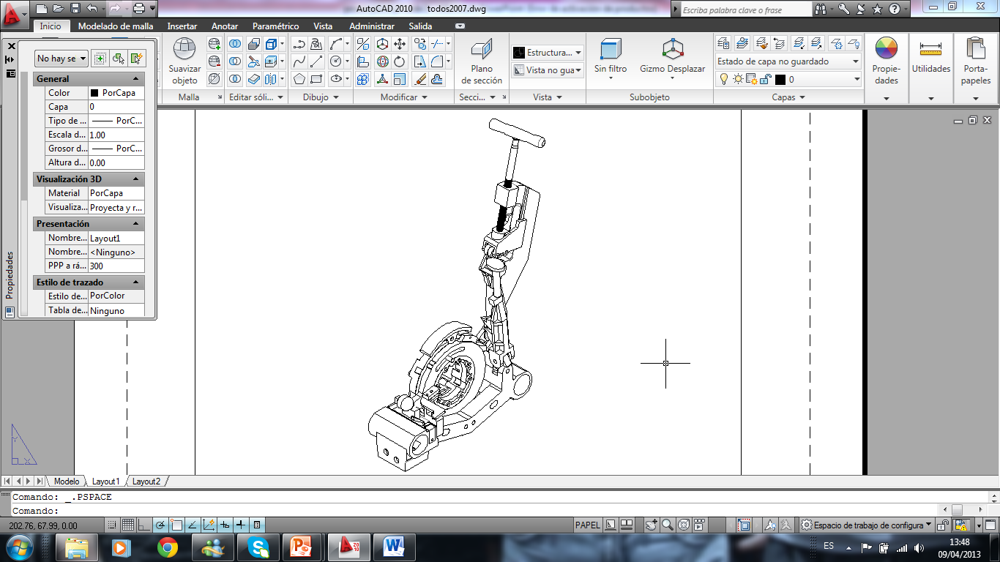 AutoCAD 2010 todos2007.dwg
Escriba palabra clave o frase
Inicio Modelado de malla Insertar Anotar Paramétrico Vista Administrar Salida
No hay se
General
Color PorCapa
Capa 0
Tipo de ... PorC...
Escala d... 1.00
Grosor d... PorC...
Altura d... 0.00
Visualización 3D
Material PorCapa
Visualiza... Proyecta y r...
Presentación
Nombre... Layout1
Nombre... <Ninguno>
PPP a rá... 300
Estilo de trazado
Estilo de... PorColor
Tabla de... Ninguno
Propiedades
Suavizar
objeto
Malla
Editar sóli...
Dibujo
Modificar
Plano
de sección
Secci...
Estructura...
Vista no gua
Vista
Sin filtro
Gizmo Desplazar
Subobjeto
Estado de capa no guardado
0
Capas
Propie-
dades
Utilidades
Porta-
papeles
Y
X
Modelo Layout1 Layout2
Comando: _.PSPACE
Comando:
202.76, 67.99, 0.00
PAPEL
Espacio de trabajo de configura
ES
13:48
09/04/2013